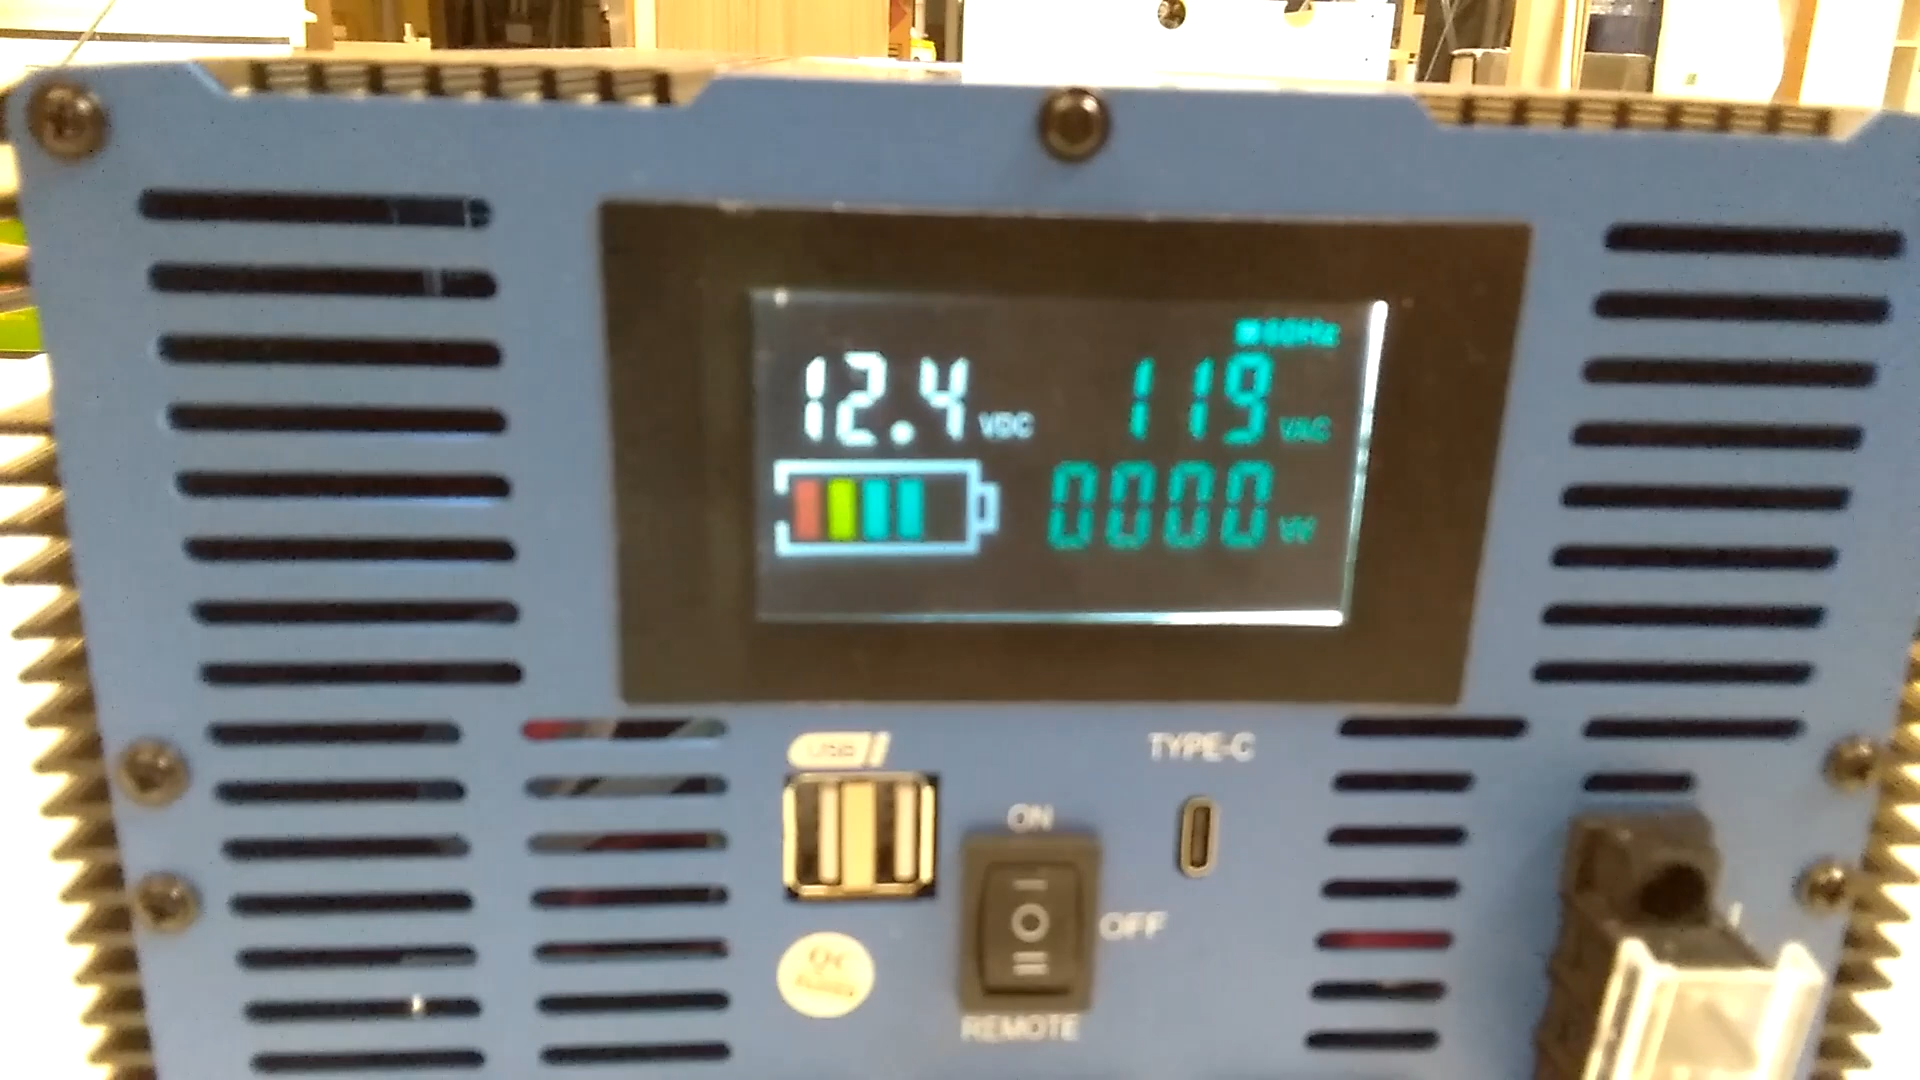 60Hz
12.4 VDC 119 VAC
0000 W
USB
TYPE-C
ON
OFF
REMOTE